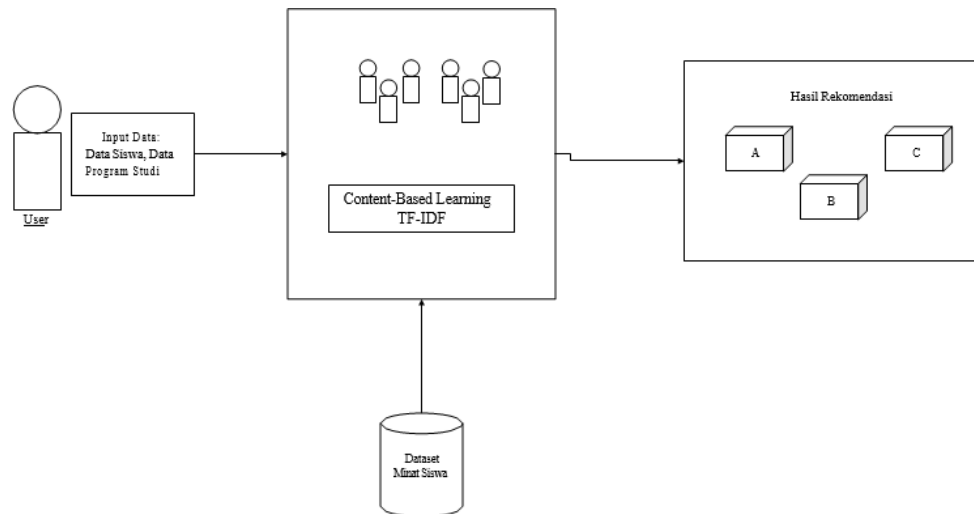 User
Input Data:
Data Siswa, Data
Program Studi
Content-Based Learning
TF-IDF
Dataset
Minat Siswa
Hasil Rekomendasi
A
C
B